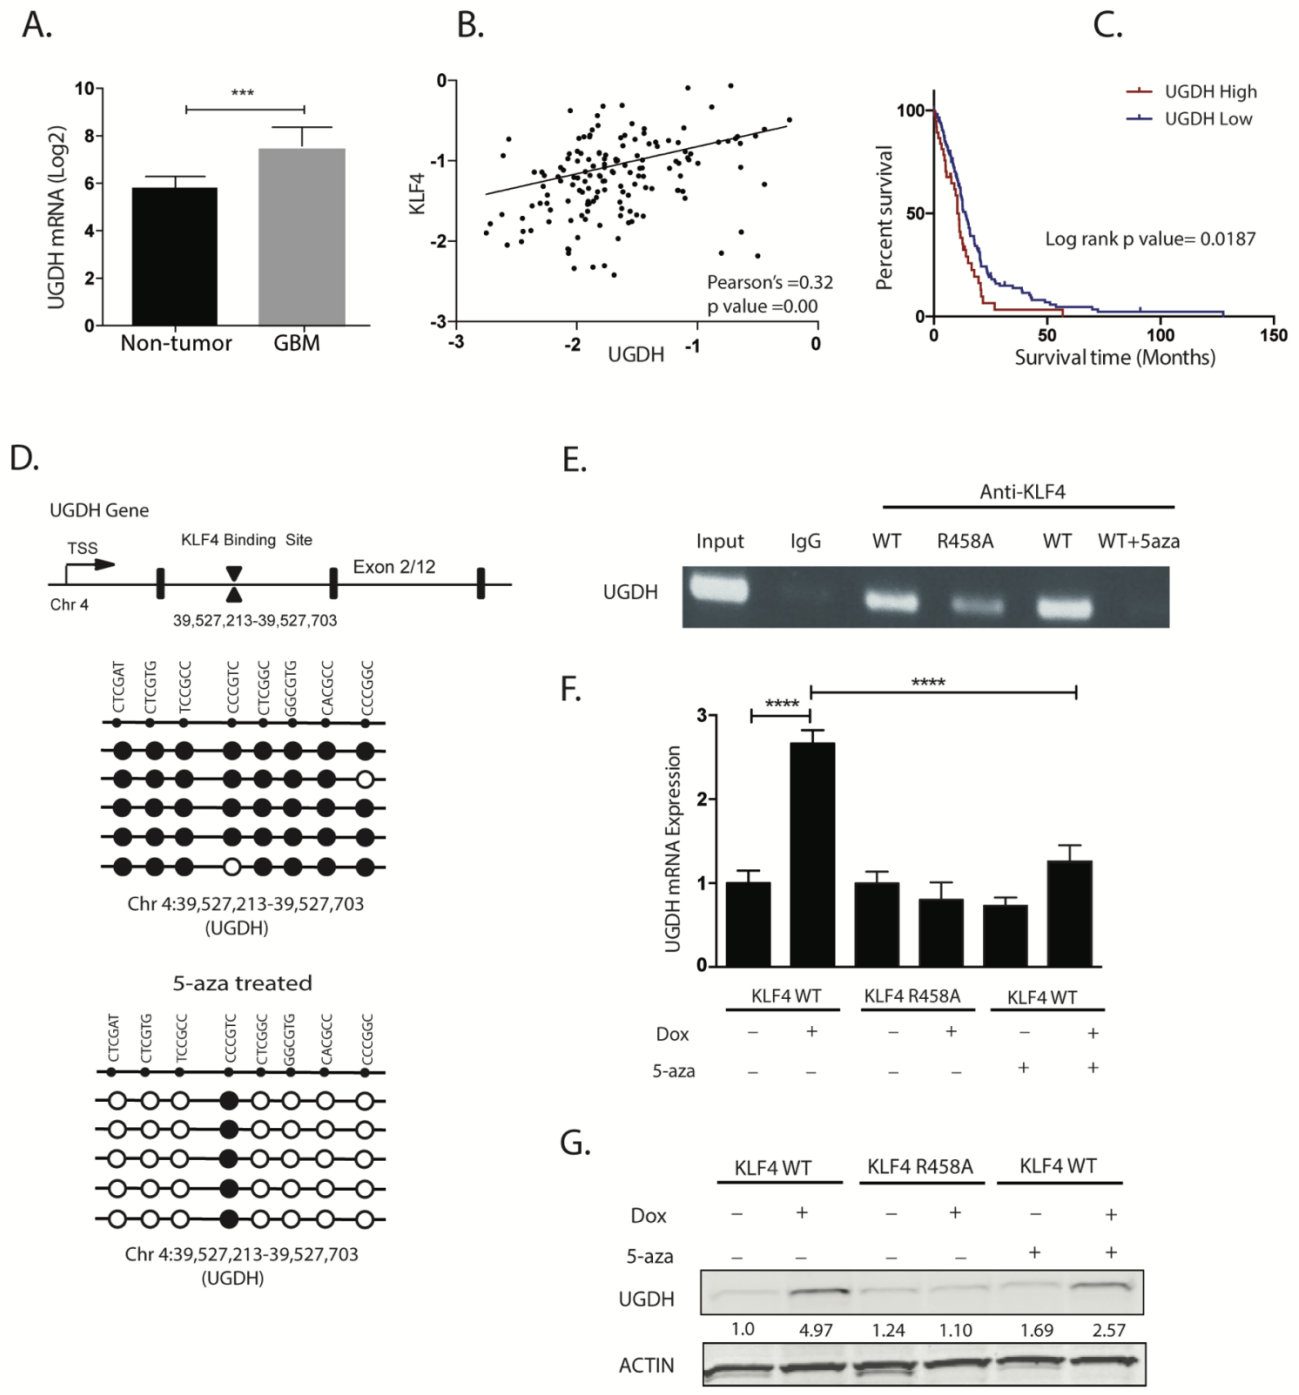 A.
UGDH mRNA (Log2)
10
8
6
4
2
0
***
Non-tumor
GBM
B.
KLF4
0
-1
-2
-3
-3
-2
-1
0
UGDH
Pearson's =0.32
p value =0.00
C.
UGDH High
UGDH Low
Percent survival
100
50
0
Log rank p value= 0.0187
0
50
100
150
Survival time (Months)
D.
UGDH Gene
TSS
KLF4 Binding Site
Exon 2/12
Chr 4
39,527,213-39,527,703
CTCGAT
CTCGTG
TCCGCC
CCCGTC
CTCGGC
GGCGTG
CACGCC
CCCGGC
Chr 4:39,527,213-39,527,703
(UGDH)
5-aza treated
CTCGAT
CTCGTG
TCCGCC
CCCGTC
CTCGGC
GGCGTG
CACGCC
CCCGGC
Chr 4:39,527,213-39,527,703
(UGDH)
E.
Anti-KLF4
Input IgG WT R458A WT WT+5aza
UGDH
F.
UGDH mRNA Expression
3
2
1
0
****
****
KLF4 WT KLF4 R458A KLF4 WT
Dox – + – + – +
5-aza – – – – + +
G.
KLF4 WT KLF4 R458A KLF4 WT
Dox – + – + – +
5-aza – – – – + +
UGDH
1.0 4.97 1.24 1.10 1.69 2.57
ACTIN